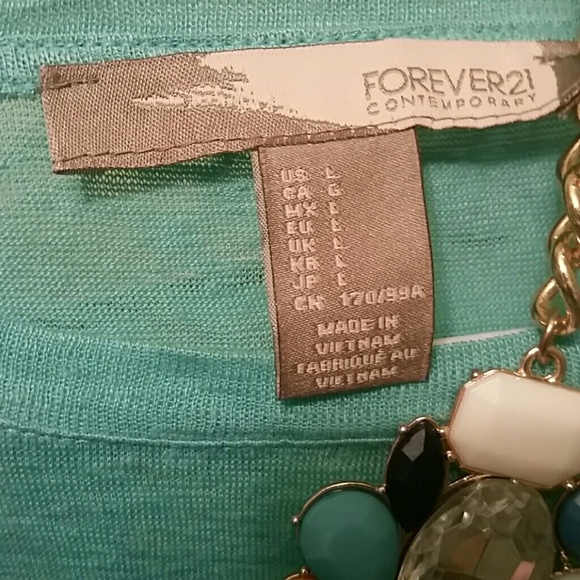 FOREVER21
CONTEMPORARY
US L
CA G
MX L
EU L
UK L
KR L
JP L
CN 170/99A
MADE IN
VIETNAM
FABRIQUÉ AU
VIETNAM